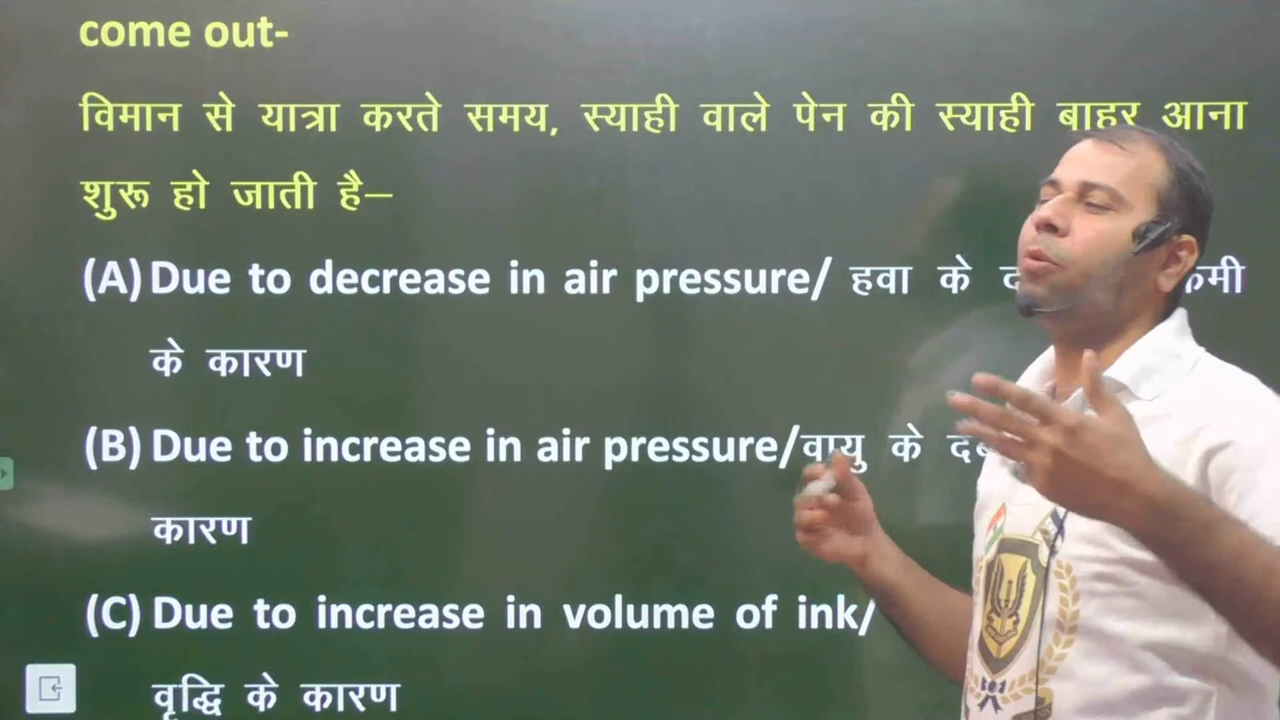 come out-
विमान से यात्रा करते समय, स्याही वाले पेन की स्याही बाहर आना
शुरू हो जाती है–
(A) Due to decrease in air pressure/ हवा के
के कारण
(B) Due to increase in air pressure/वायु के
कारण
(C) Due to increase in volume of ink/
वृद्धि के कारण